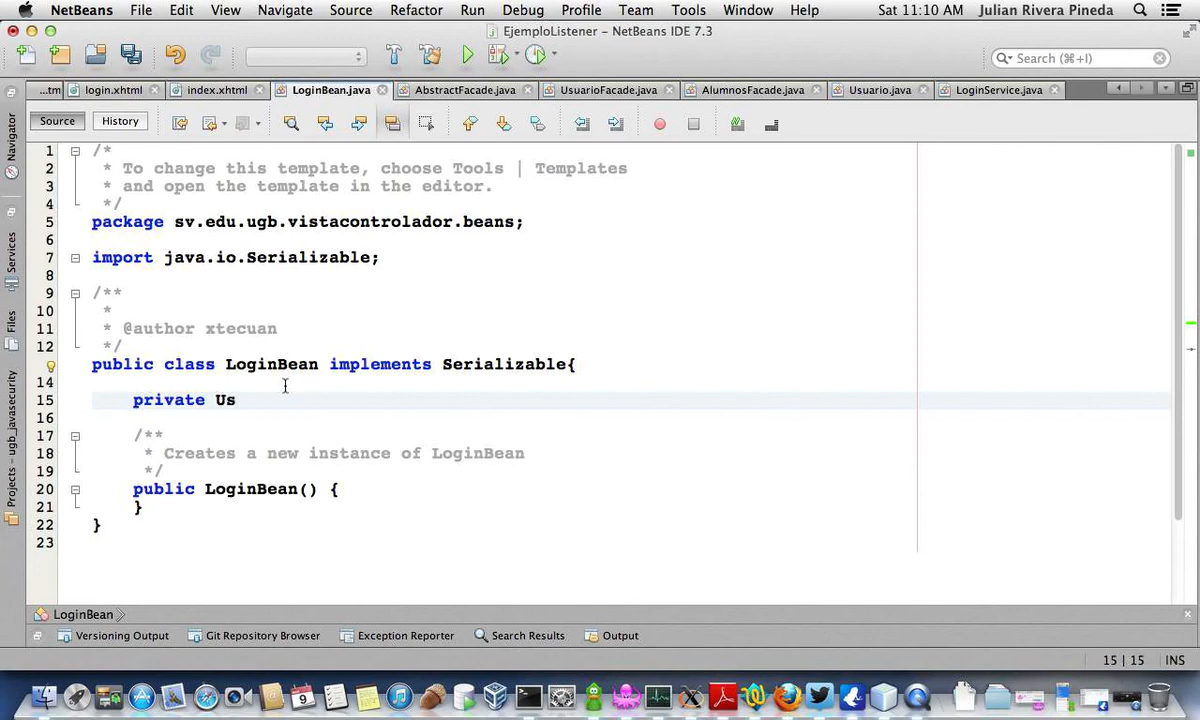 NetBeans File Edit View Navigate Source Refactor Run Debug Profile Team Tools Window Help Sat 11:10 AM Julian Rivera Pineda
EjemploListener - NetBeans IDE 7.3
Search (⌘+I)
...tm login.xhtml index.xhtml LoginBean.java AbstractFacade.java UsuarioFacade.java AlumnosFacade.java Usuario.java LoginService.java
Source History
Navigator
Services
Files
Projects - ugb_javasecurity
1 /*
2 * To change this template, choose Tools | Templates
3 * and open the template in the editor.
4 */
5 package sv.edu.ugb.vistacontrolador.beans;
6
7 import java.io.Serializable;
8
9 /**
10 *
11 * @author xtecuan
12 */
public class LoginBean implements Serializable{
14
15 private Us
16
17 /**
18 * Creates a new instance of LoginBean
19 */
20 public LoginBean() {
21 }
22 }
23
LoginBean
Versioning Output Git Repository Browser Exception Reporter Search Results Output
15 | 15 INS